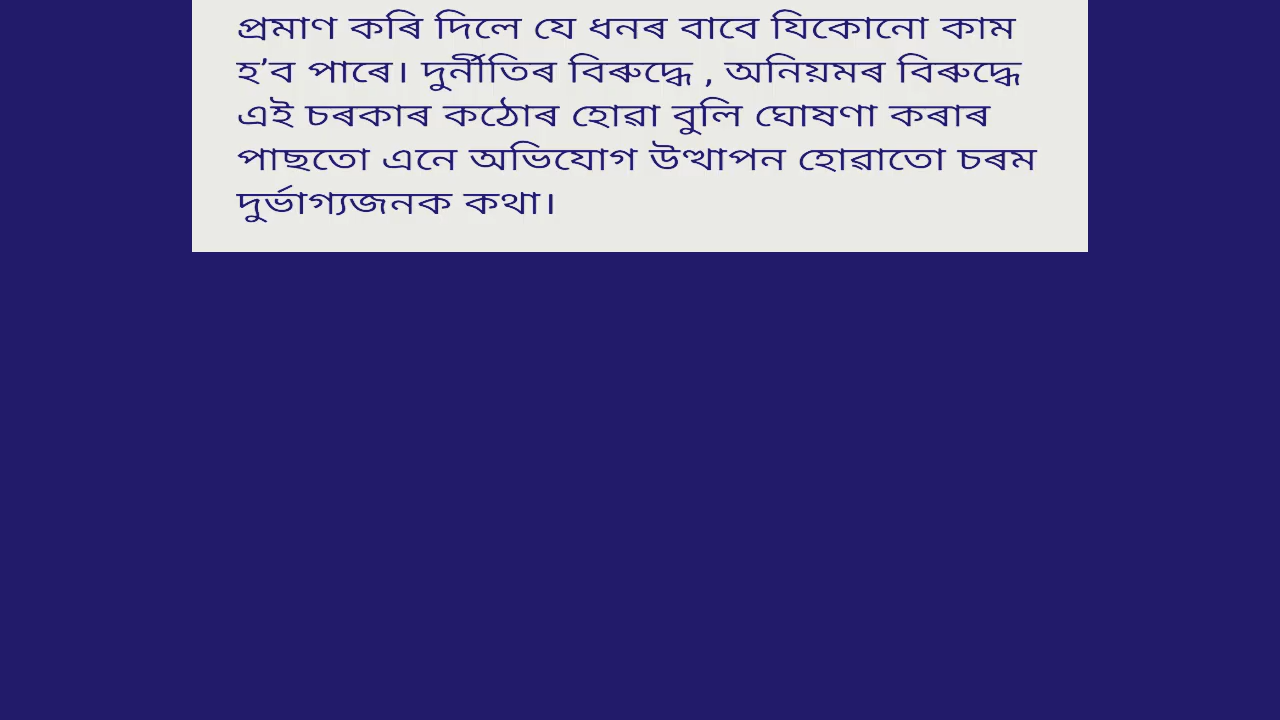 প্ৰমাণ কৰি দিলে যে ধনৰ বাবে যিকোনো কাম
হ’ব পাৰে। দুৰ্নীতিৰ বিৰুদ্ধে , অনিয়মৰ বিৰুদ্ধে
এই চৰকাৰ কঠোৰ হোৱা বুলি ঘোষণা কৰাৰ
পাছতো এনে অভিযোগ উত্থাপন হোৱাতো চৰম
দুৰ্ভাগ্যজনক কথা।